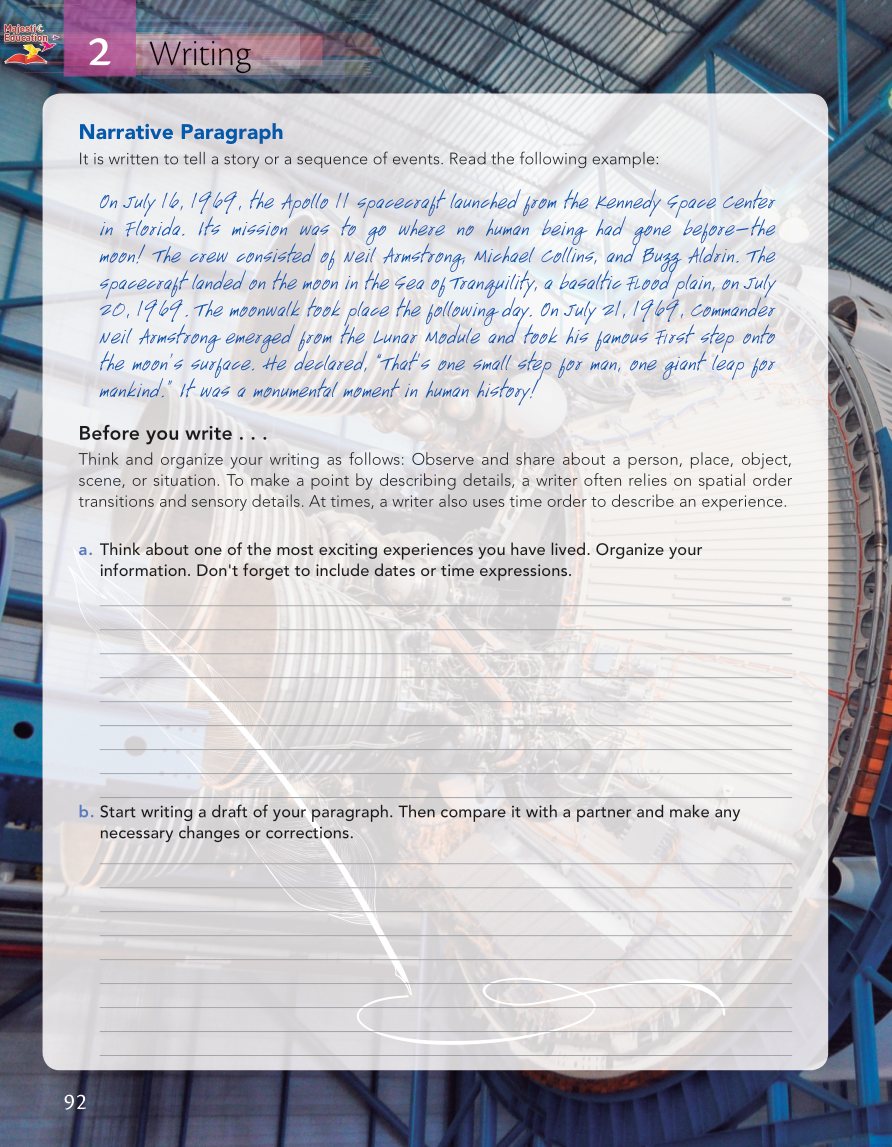 Majestic
Education
2 Writing
Narrative Paragraph
It is written to tell a story or a sequence of events. Read the following example:
On July 16, 1969, the Apollo 11 spacecraft launched from the Kennedy Space Center
in Florida. Its mission was to go where no human being had gone before—the
moon! The crew consisted of Neil Armstrong, Michael Collins, and Buzz Aldrin. The
spacecraft landed on the moon in the Sea of Tranquility, a basaltic flood plain, on July
20, 1969. The moonwalk took place the following day. On July 21, 1969, Commander
Neil Armstrong emerged from the Lunar Module and took his famous first step onto
the moon's surface. He declared, "That's one small step for man, one giant leap for
mankind." It was a monumental moment in human history!
Before you write . . .
Think and organize your writing as follows: Observe and share about a person, place, object,
scene, or situation. To make a point by describing details, a writer often relies on spatial order
transitions and sensory details. At times, a writer also uses time order to describe an experience.
a. Think about one of the most exciting experiences you have lived. Organize your
information. Don't forget to include dates or time expressions.
b. Start writing a draft of your paragraph. Then compare it with a partner and make any
necessary changes or corrections.
92